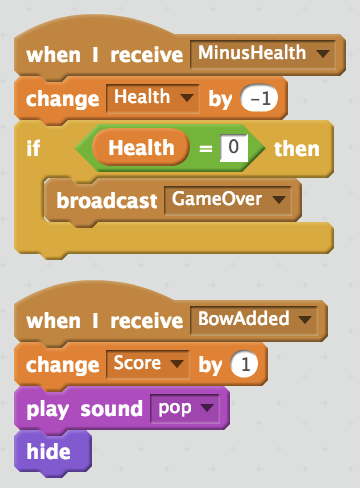 when I receive MinusHealth
change Health by -1
if Health = 0 then
broadcast GameOver
when I receive BowAdded
change Score by 1
play sound pop
hide